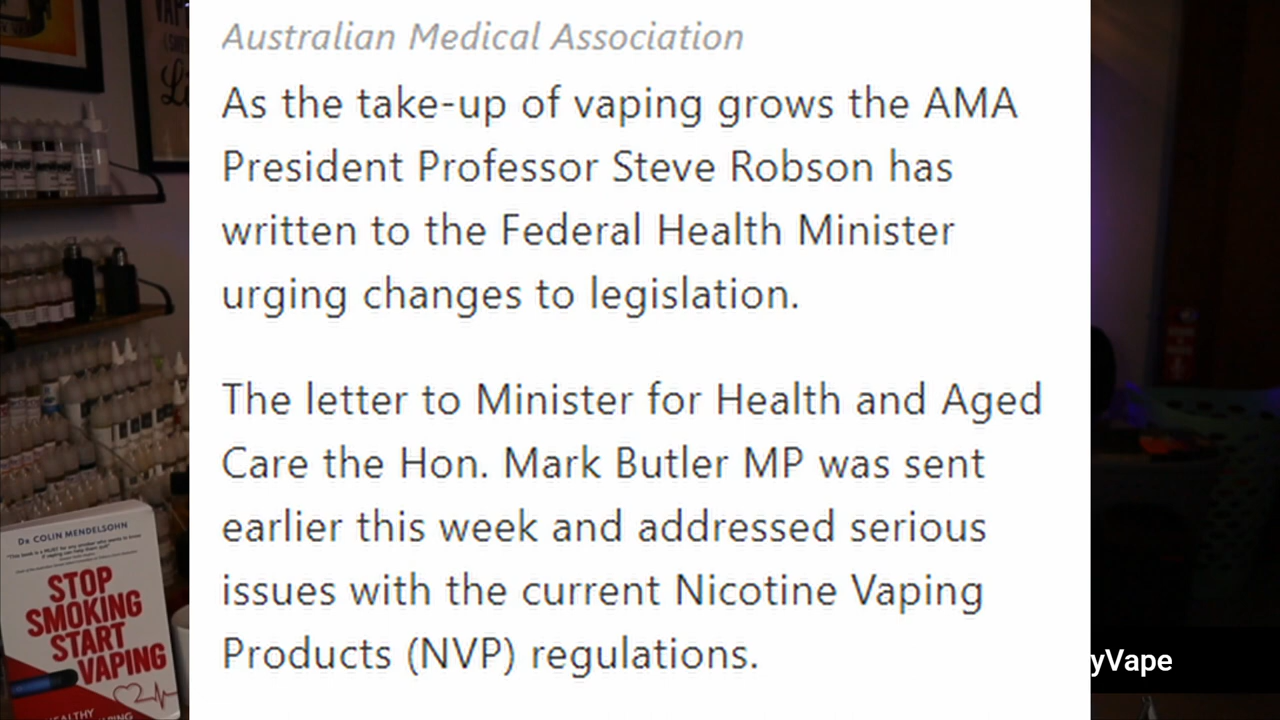 Australian Medical Association
As the take-up of vaping grows the AMA
President Professor Steve Robson has
written to the Federal Health Minister
urging changes to legislation.
The letter to Minister for Health and Aged
Care the Hon. Mark Butler MP was sent
earlier this week and addressed serious
issues with the current Nicotine Vaping
Products (NVP) regulations.
Dr. COLIN MENDELSOHN
STOP
SMOKING
START
VAPING
yVape